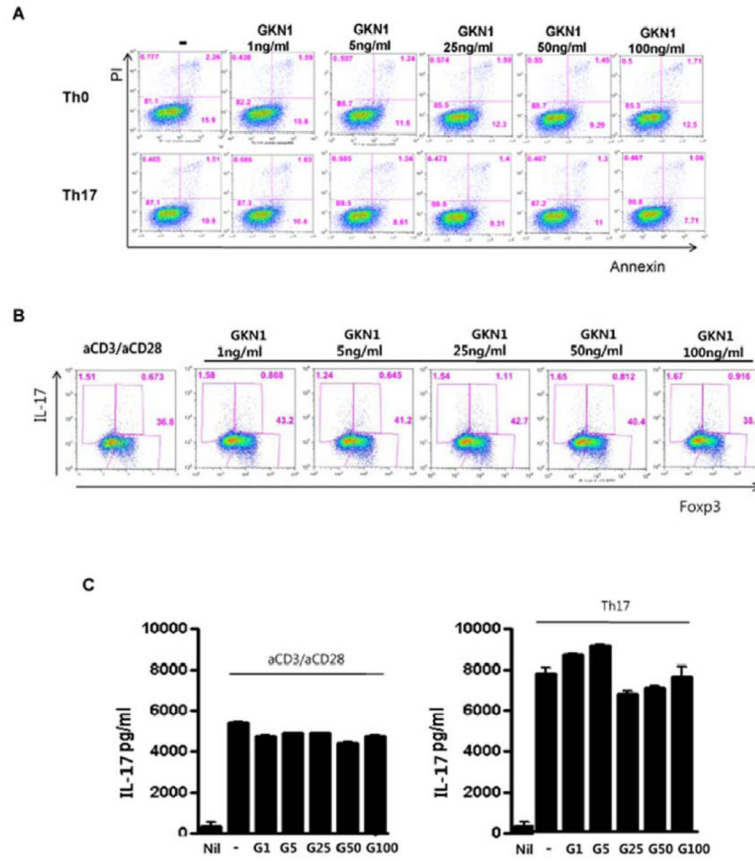 A
-
GKN1 GKN1 GKN1 GKN1 GKN1
1ng/ml 5ng/ml 25ng/ml 50ng/ml 100ng/ml
PI
Th0
0.777 2.26 0.438 1.59 0.507 1.24 0.574 1.50 0.55 1.45 0.5 1.71
81.1 15.9 82.2 15.8 86.7 11.6 85.6 12.3 88.7 9.29 85.3 12.5
Th17
0.465 1.51 1.63 1.34 0.473 1.4 0.467 1.3 0.467 1.06
87.1 10.9 87.3 10.4 89.5 8.61 88.8 9.31 87.2 11 90.8 7.71
Annexin
B
aCD3/aCD28
GKN1 GKN1 GKN1 GKN1 GKN1
1ng/ml 5ng/ml 25ng/ml 50ng/ml 100ng/ml
IL-17
1.51 0.673 1.58 0.868 1.24 0.645 1.54 1.11 1.65 0.812 1.67 0.916
36.8 43.2 41.2 42.7 40.4 38.
Foxp3
C
Th17
aCD3/aCD28
IL-17 pg/ml
10000
8000
6000
4000
2000
0
Nil - G1 G5 G25 G50 G100
IL-17 pg/ml
10000
8000
6000
4000
2000
0
Nil - G1 G5 G25 G50 G100